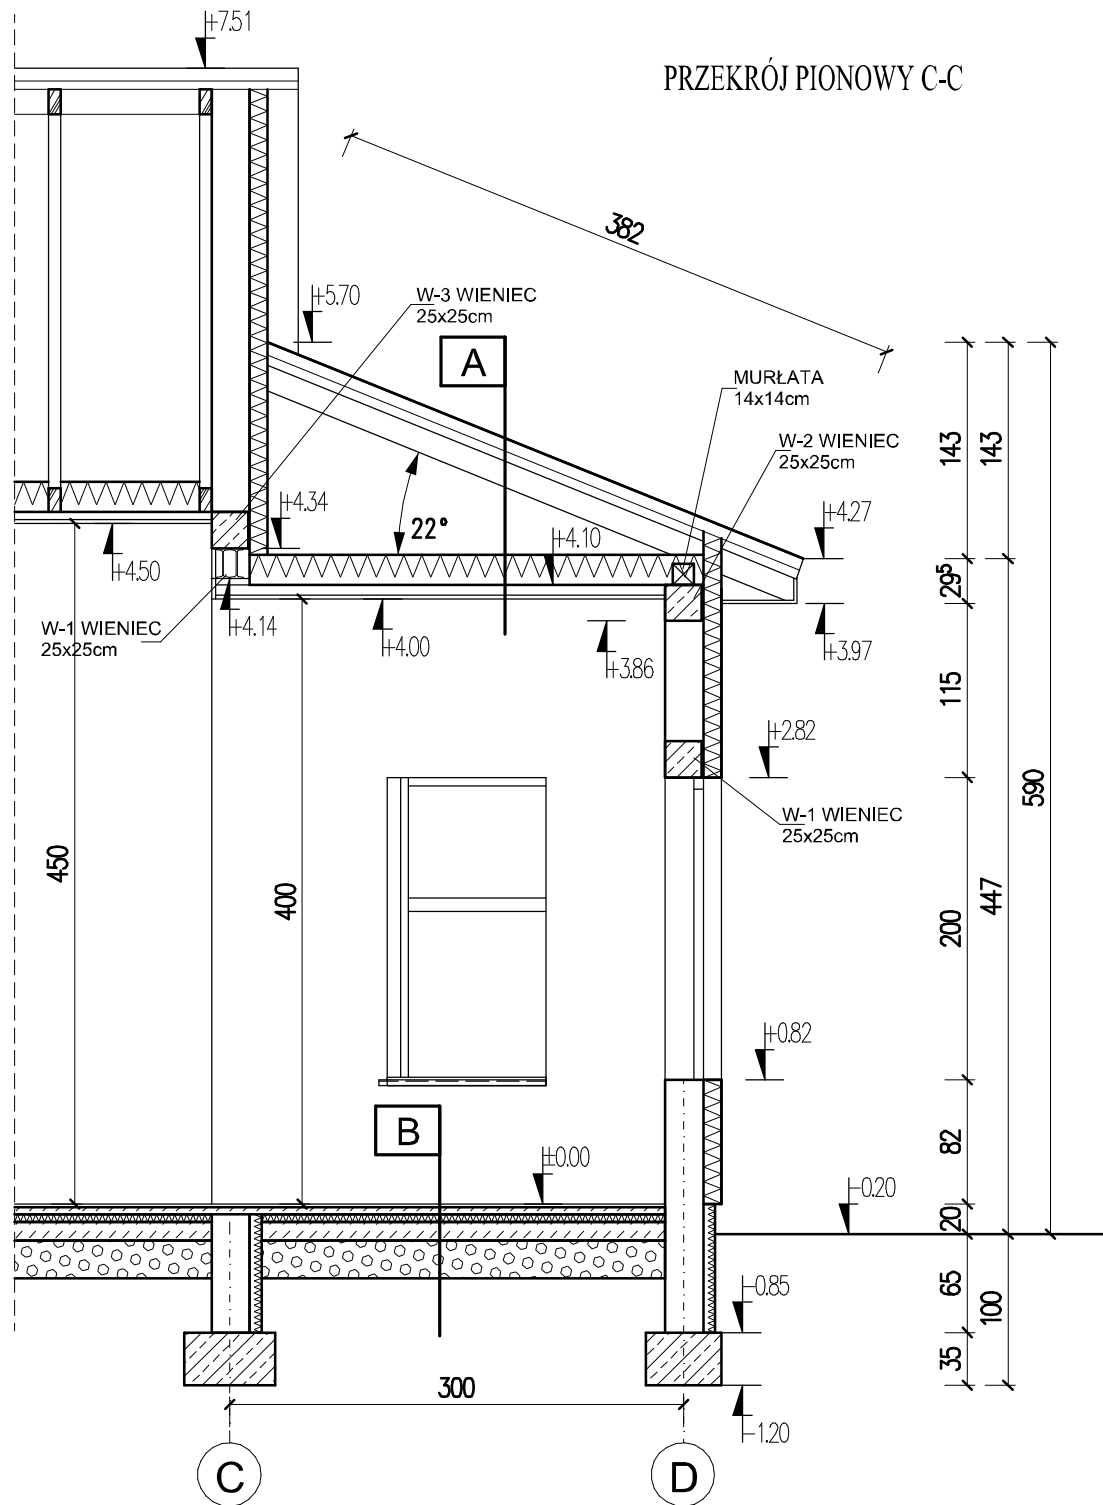 +7.51
PRZEKRÓJ PIONOWY C-C
382
+5.70
W-3 WIENIEC
25x25cm
A
MURŁATA
14x14cm
W-2 WIENIEC
25x25cm
143
143
+4.34
22°
+4.10
+4.27
+4.50
29⁵
W-1 WIENIEC
25x25cm
+4.14
+4.00
+3.86
+3.97
115
+2.82
W-1 WIENIEC
25x25cm
590
450
400
447
200
+0.82
B
82
±0.00
-0.20
20
65
-0.85
100
35
300
-1.20
C
D